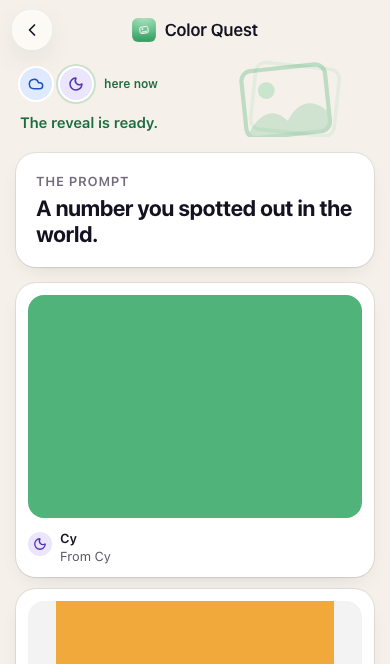 Color Quest
here now
The reveal is ready.
THE PROMPT
A number you spotted out in the
world.
Cy
From Cy